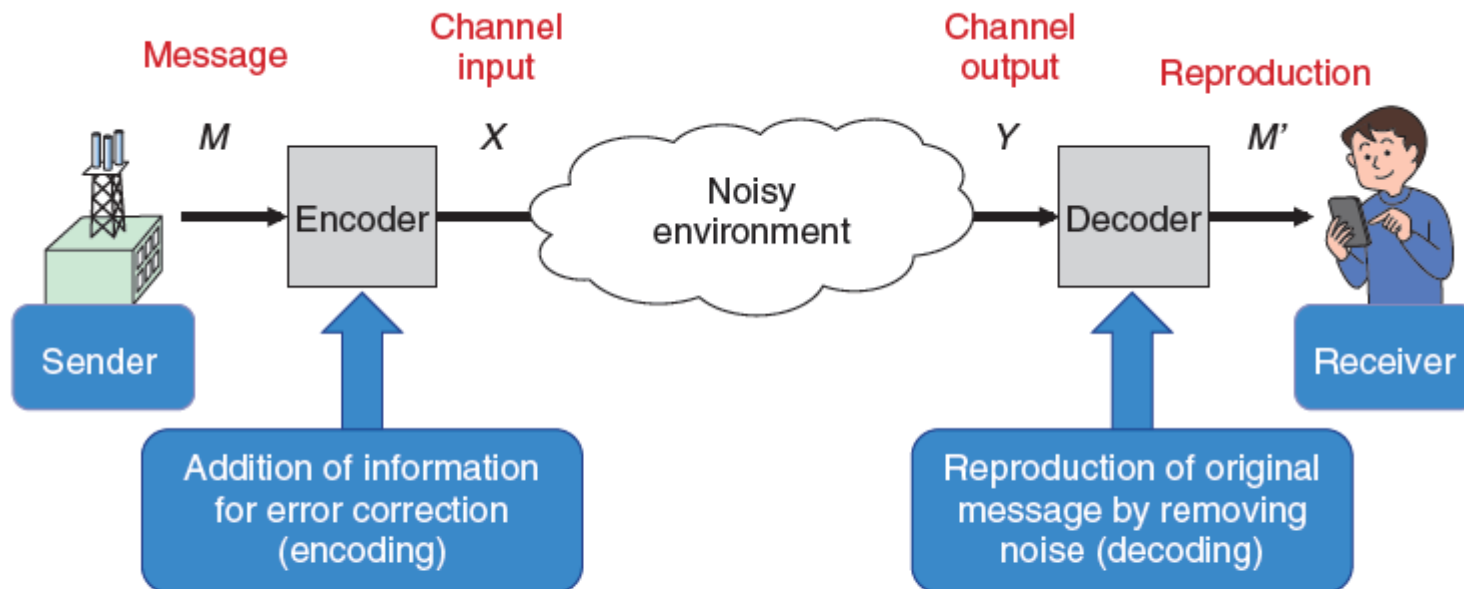 Message
Channel
input
Channel
output
Reproduction
M
X
Y
M'
Encoder
Noisy
environment
Decoder
Sender
Receiver
Addition of information
for error correction
(encoding)
Reproduction of original
message by removing
noise (decoding)